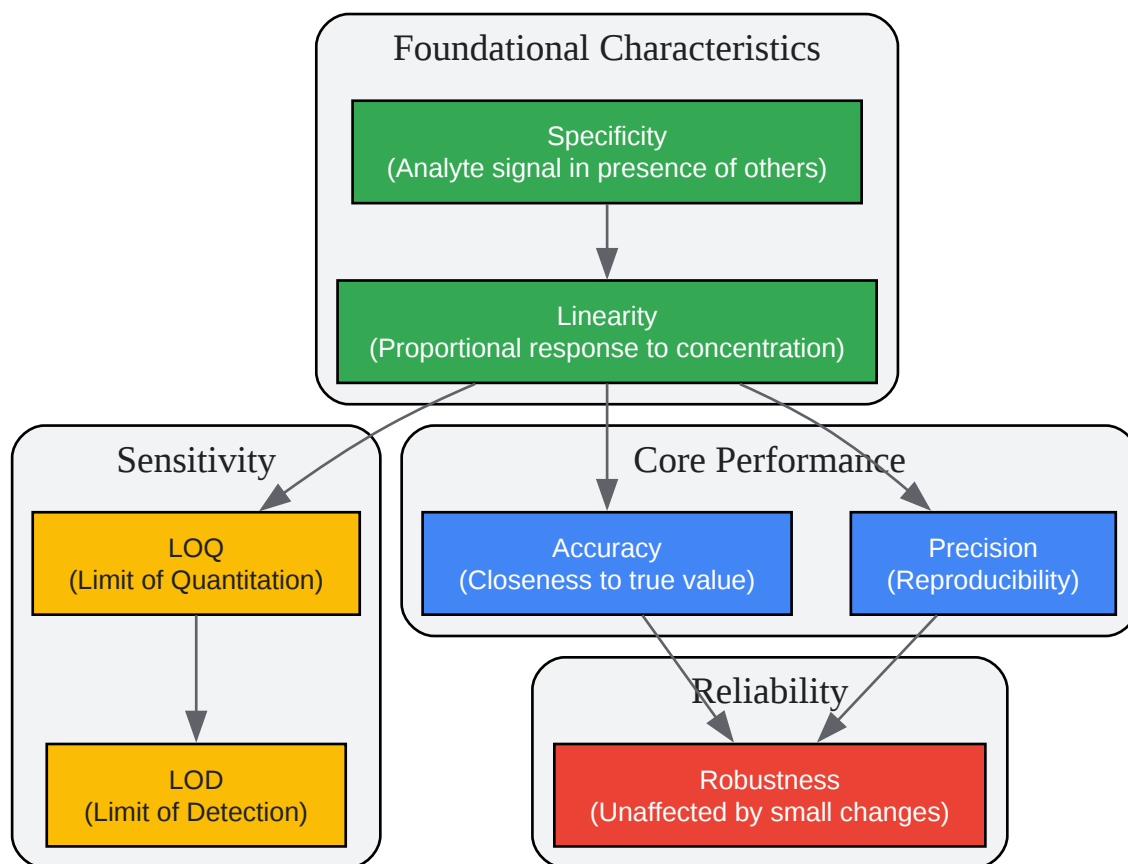 Foundational Characteristics
Specificity
(Analyte signal in presence of others)
Linearity
(Proportional response to concentration)
Sensitivity
LOQ
(Limit of Quantitation)
LOD
(Limit of Detection)
Core Performance
Accuracy
(Closeness to true value)
Precision
(Reproducibility)
Reliability
Robustness
(Unaffected by small changes)